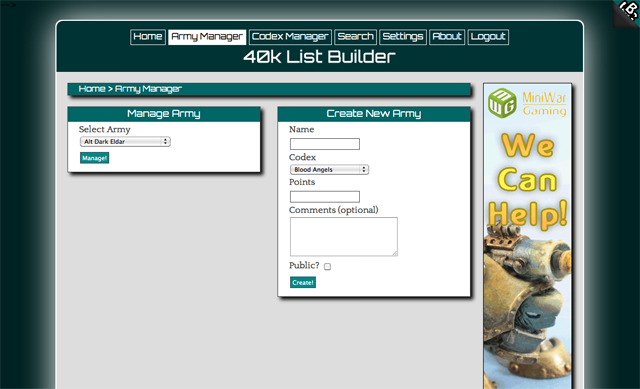 -->
Home Army Manager Codex Manager Search Settings About Logout
40k List Builder
Home > Army Manager
Manage Army
Select Army
Alt Dark Eldar
Manage!
Create New Army
Name
Codex
Blood Angels
Points
Comments (optional)
Public?
Create!
MWG
MiniWar
Gaming
We
Can
Help!